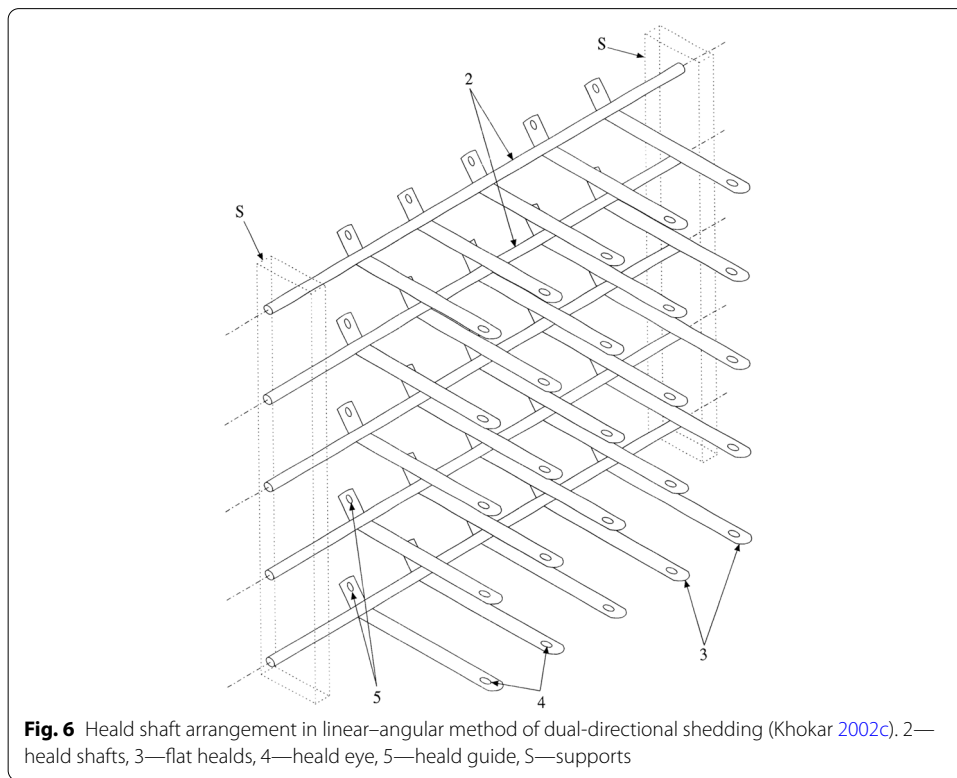 S
2
S
3
5
4
Fig. 6 Heald shaft arrangement in linear–angular method of dual-directional shedding (Khokar 2002c). 2—
heald shafts, 3—flat healds, 4—heald eye, 5—heald guide, S—supports